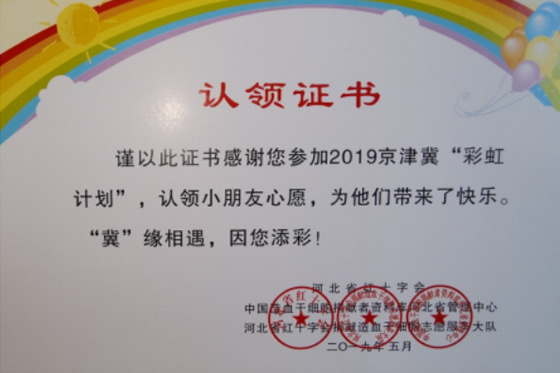 认领证书
谨以此证书感谢您参加2019京津冀“彩虹
计划”，认领小朋友心愿，为他们带来了快乐。
“冀”缘相遇，因您添彩!
河北省红十字会
中国造血干细胞捐献者资料库河北省管理中心
河北省红十字会捐献造血干细胞志愿服务大队
二〇一九年五月